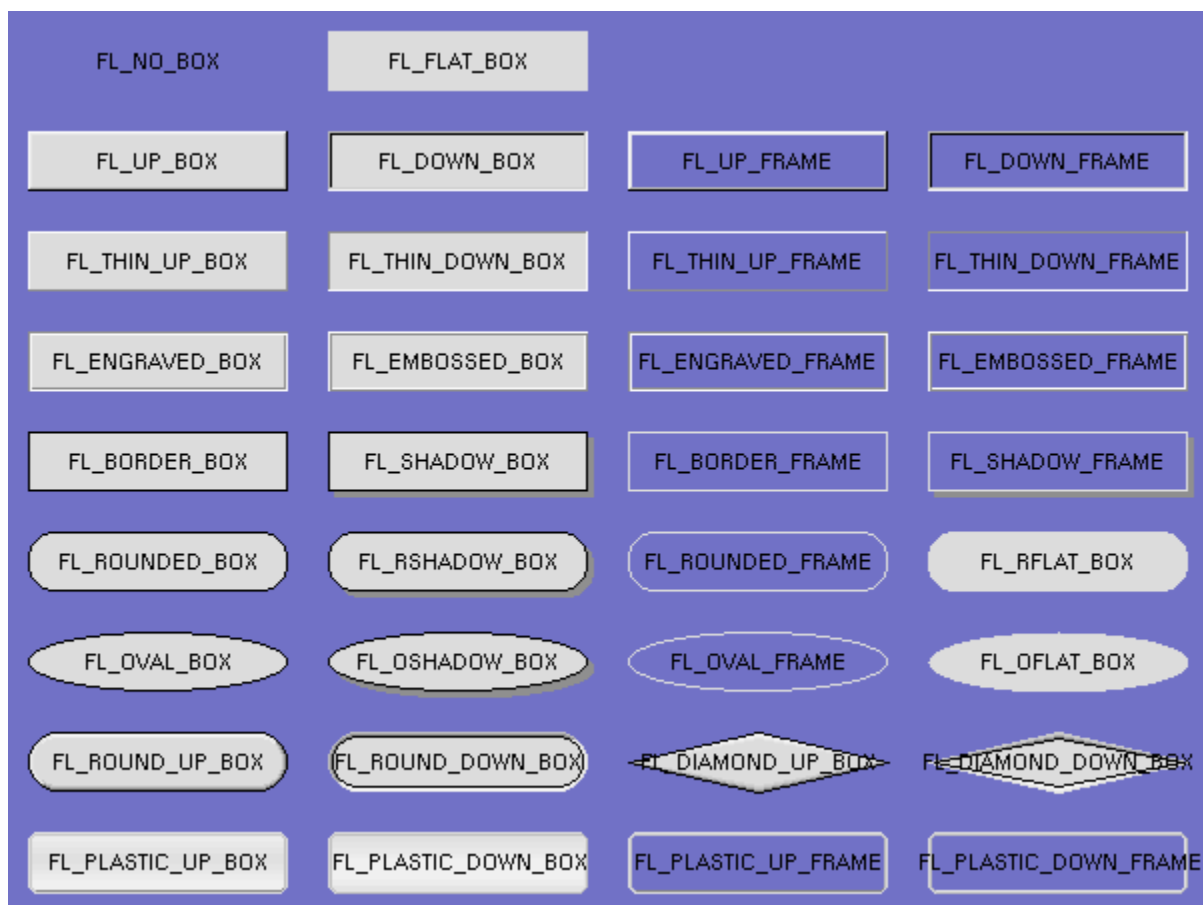 FL_NO_BOX FL_FLAT_BOX
FL_UP_BOX FL_DOWN_BOX FL_UP_FRAME FL_DOWN_FRAME
FL_THIN_UP_BOX FL_THIN_DOWN_BOX FL_THIN_UP_FRAME FL_THIN_DOWN_FRAME
FL_ENGRAVED_BOX FL_EMBOSSED_BOX FL_ENGRAVED_FRAME FL_EMBOSSED_FRAME
FL_BORDER_BOX FL_SHADOW_BOX FL_BORDER_FRAME FL_SHADOW_FRAME
FL_ROUNDED_BOX FL_RSHADOW_BOX FL_ROUNDED_FRAME FL_RFLAT_BOX
FL_OVAL_BOX FL_OSHADOW_BOX FL_OVAL_FRAME FL_OFLAT_BOX
FL_ROUND_UP_BOX FL_ROUND_DOWN_BOX FL_DIAMOND_UP_BOX FL_DIAMOND_DOWN_BOX
FL_PLASTIC_UP_BOX FL_PLASTIC_DOWN_BOX FL_PLASTIC_UP_FRAME FL_PLASTIC_DOWN_FRAME